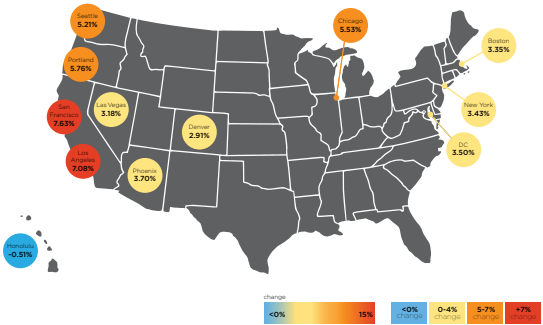 Seattle
5.21%
Portland
5.76%
San
Francisco
7.63%
Las Vegas
3.18%
Los
Angeles
7.08%
Phoenix
3.70%
Denver
2.91%
Chicago
5.53%
Boston
3.35%
New York
3.43%
DC
3.50%
Honolulu
-0.51%
change
<0% 15%
<0%
change
0-4%
change
5-7%
change
+7%
change